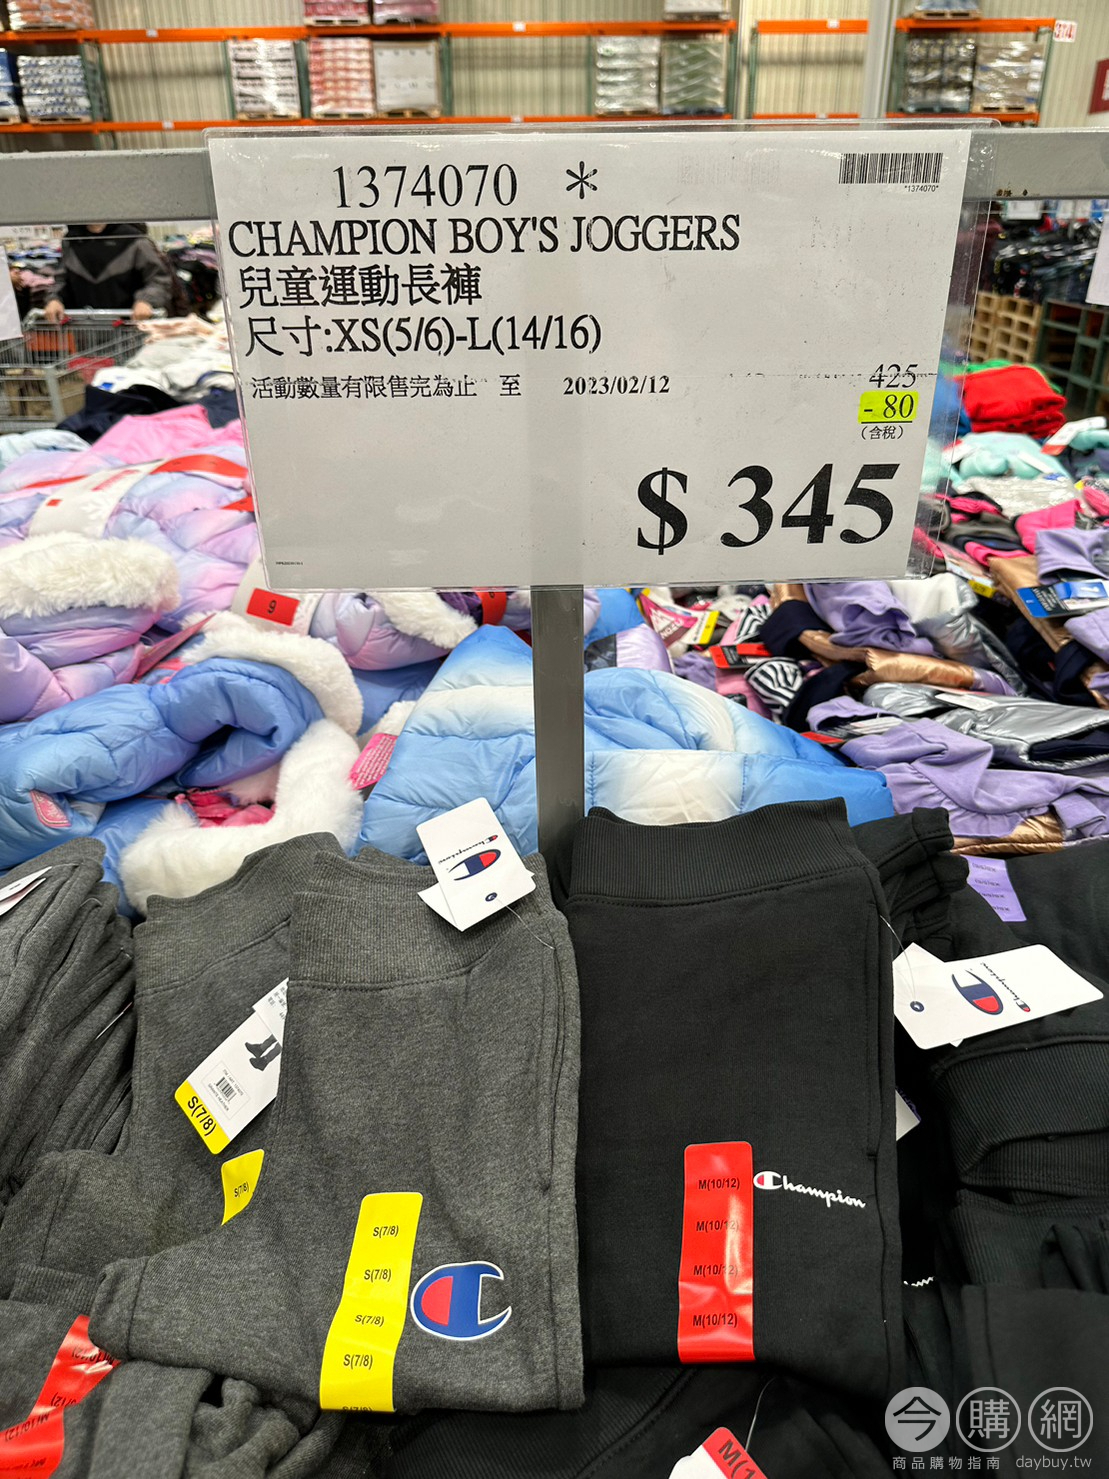 1374070 *
*1374070*
CHAMPION BOY'S JOGGERS
兒童運動長褲
尺寸:XS(5/6)-L(14/16)
活動數量有限售完為止 至 2023/02/12
425
- 80
(含稅)
$ 345
9
Champion
Champion
S(7/8)
S(7/8)
S(7/8)
S(7/8)
S(7/8)
S(7/8)
M(10/12)
M(10/12)
M(10/12)
M(10/12)
Champion
今購網
商品購物指南 daybuy.tw